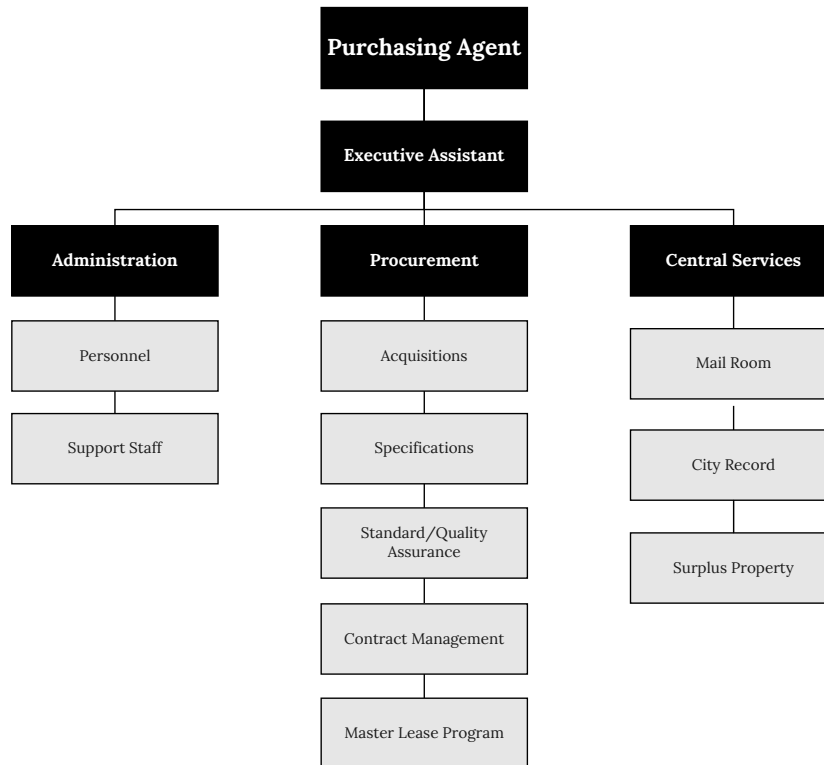 Purchasing Agent
Executive Assistant
Administration
Procurement
Central Services
Personnel
Acquisitions
Mail Room
Support Staff
Specifications
City Record
Standard/Quality
Assurance
Surplus Property
Contract Management
Master Lease Program